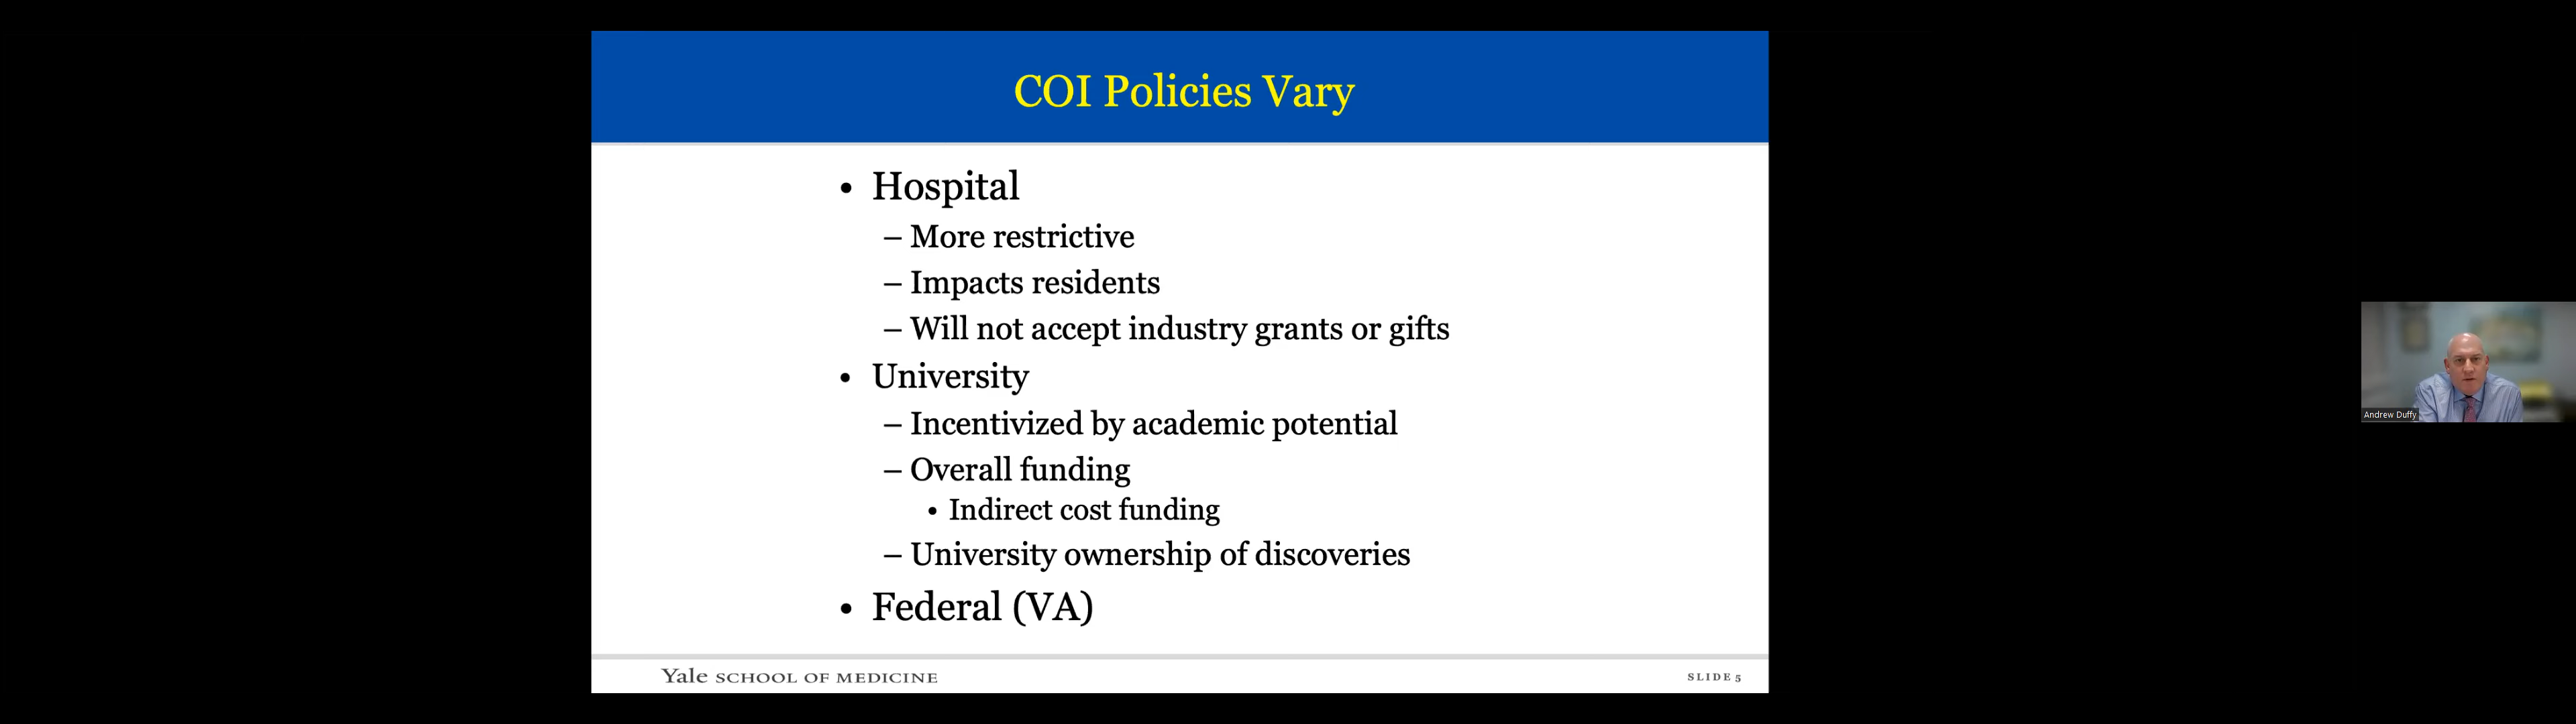 COI Policies Vary
• Hospital
– More restrictive
– Impacts residents
– Will not accept industry grants or gifts
• University
– Incentivized by academic potential
– Overall funding
• Indirect cost funding
– University ownership of discoveries
• Federal (VA)
Yale SCHOOL OF MEDICINE
SLIDE 5
Andrew Duffy